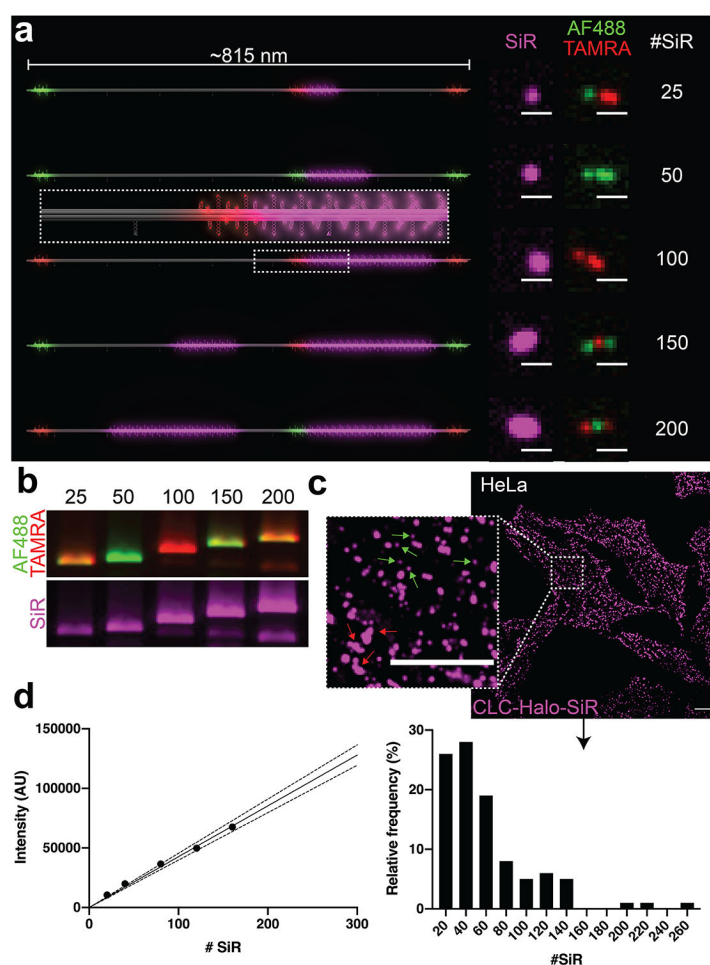 a
~815 nm
SiR
AF488
TAMRA
#SiR
25
50
100
150
200
b
25 50 100 150 200
AF488
TAMRA
SiR
c
HeLa
CLC-Halo-SiR
d
Intensity (AU)
150000
100000
50000
0
0 100 200 300
# SiR
Relative frequency (%)
30
20
10
0
20 40 60 80 100 120 140 160 180 200 220 240 260
#SiR